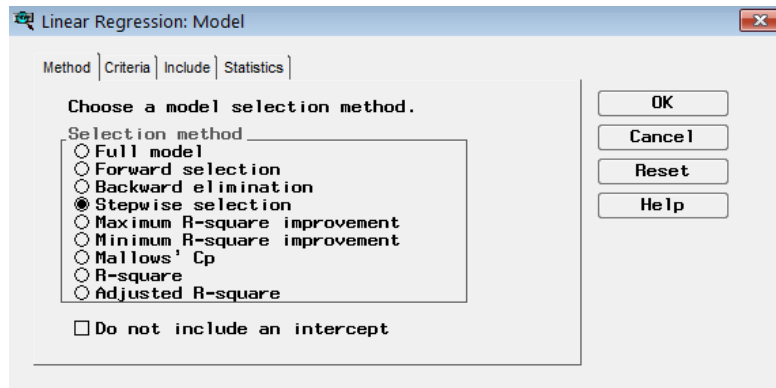 Linear Regression: Model
Method Criteria Include Statistics
Choose a model selection method.
Selection method
Full model
Forward selection
Backward elimination
Stepwise selection
Maximum R-square improvement
Minimum R-square improvement
Mallows' Cp
R-square
Adjusted R-square
Do not include an intercept
OK
Cancel
Reset
Help